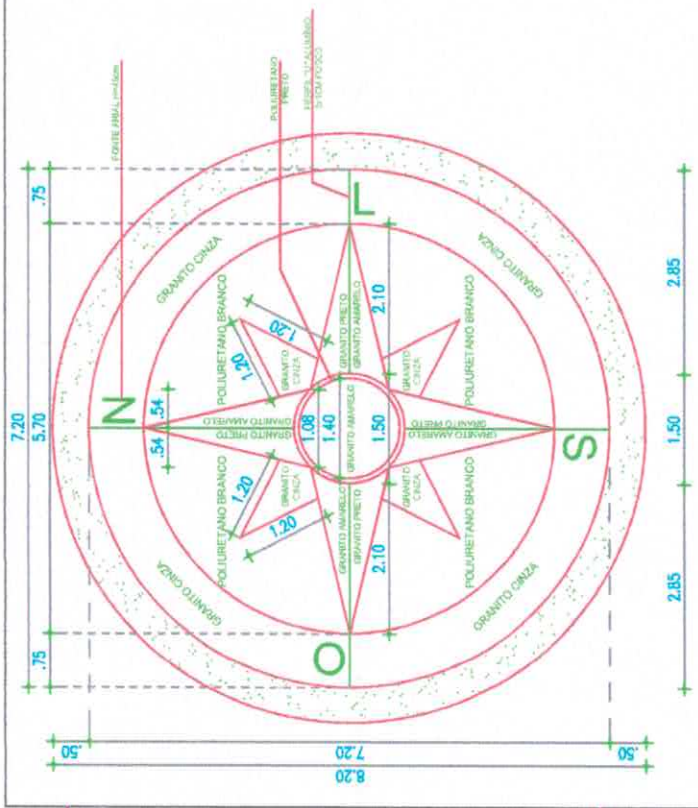 7.20
.75
5.70
.75
FONTE ARIAL
POLIURETANO
PRETO
PERFIL "U" ALUMÍNIO
N
GRANITO CINZA
GRANITO CINZA
POLIURETANO BRANCO
POLIURETANO BRANCO
.54
.54
1.20
1.20
1.20
1.20
GRANITO
CINZA
GRANITO
CINZA
GRANITO PRETO
GRANITO AMARELO
1.08
1.40
GRANITO AMARELO
GRANITO PRETO
GRANITO AMARELO
GRANITO AMARELO
GRANITO PRETO
O
L
2.10
1.50
2.10
GRANITO
CINZA
GRANITO
CINZA
GRANITO AMARELO
GRANITO PRETO
POLIURETANO BRANCO
POLIURETANO BRANCO
GRANITO CINZA
GRANITO CINZA
S
2.85
1.50
2.85
.50
7.20
.50
8.20